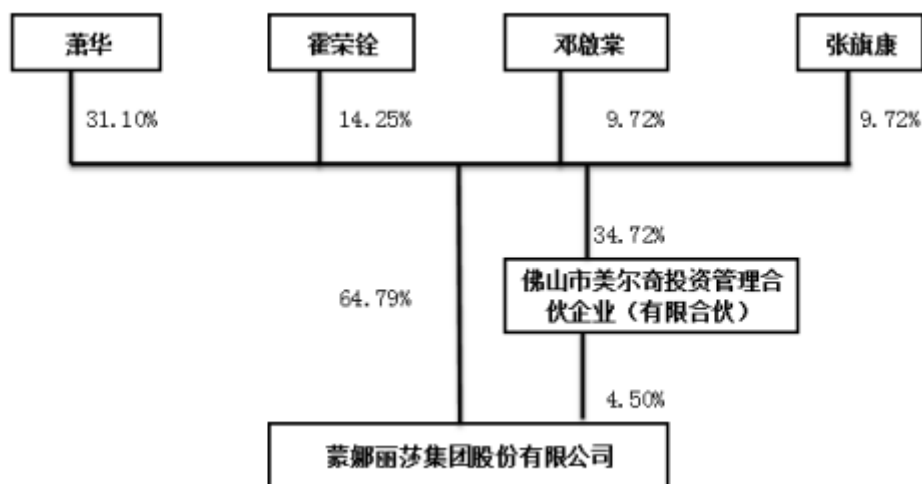 萧华
霍荣铨
邓啟棠
张旗康
31.10%
14.25%
9.72%
9.72%
34.72%
佛山市美尔奇投资管理合
伙企业（有限合伙）
64.79%
4.50%
蒙娜丽莎集团股份有限公司